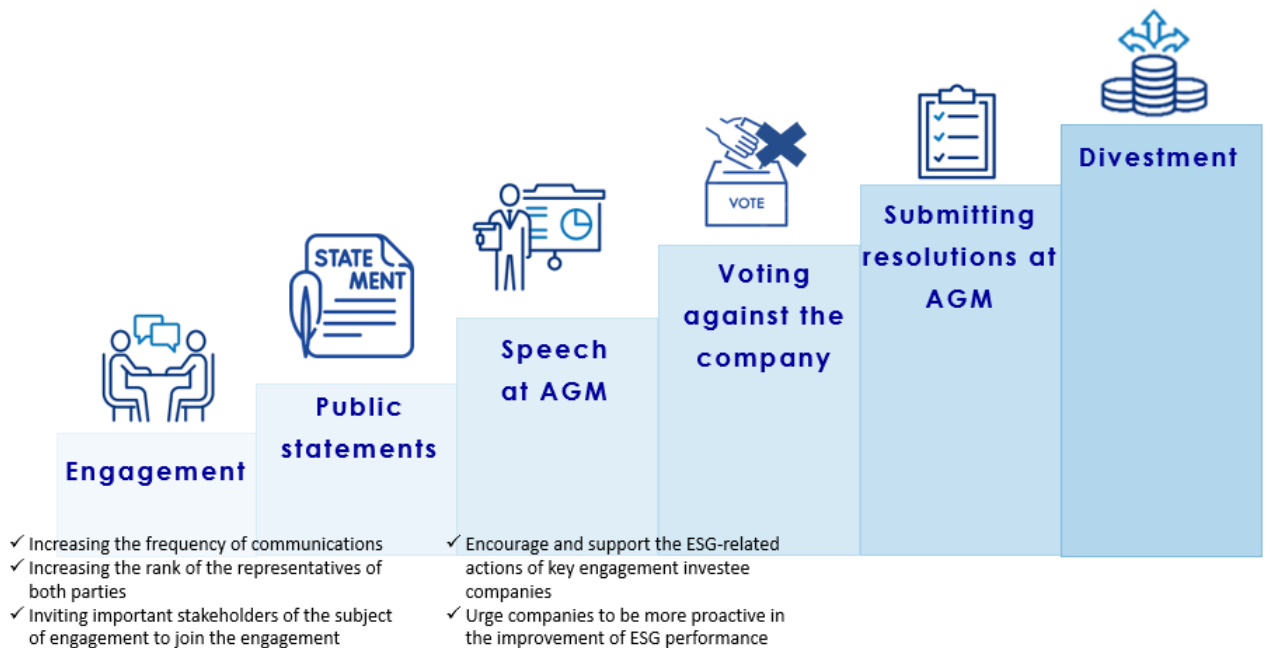 Engagement
✓ Increasing the frequency of communications
✓ Increasing the rank of the representatives of
both parties
✓ Inviting important stakeholders of the subject
of engagement to join the engagement
STATE
MENT
Public
statements
Speech
at AGM
✓ Encourage and support the ESG-related
actions of key engagement investee
companies
✓ Urge companies to be more proactive in
the improvement of ESG performance
VOTE
Voting
against the
company
Submitting
resolutions at
AGM
Divestment